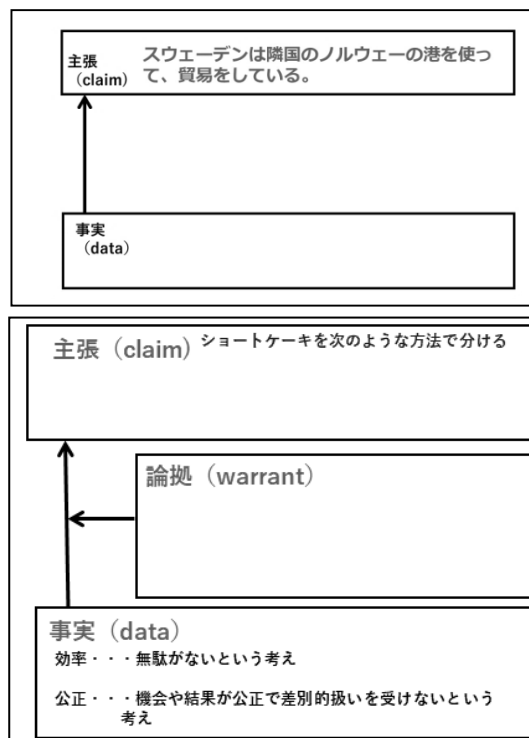 主張
(claim)
スウェーデンは隣国のノルウェーの港を使っ
て、貿易をしている。
事実
(data)
主張（claim）
ショートケーキを次のような方法で分ける
論拠（warrant）
事実（data）
効率・・・無駄がないという考え
公正・・・機会や結果が公正で差別的扱いを受けないという
考え